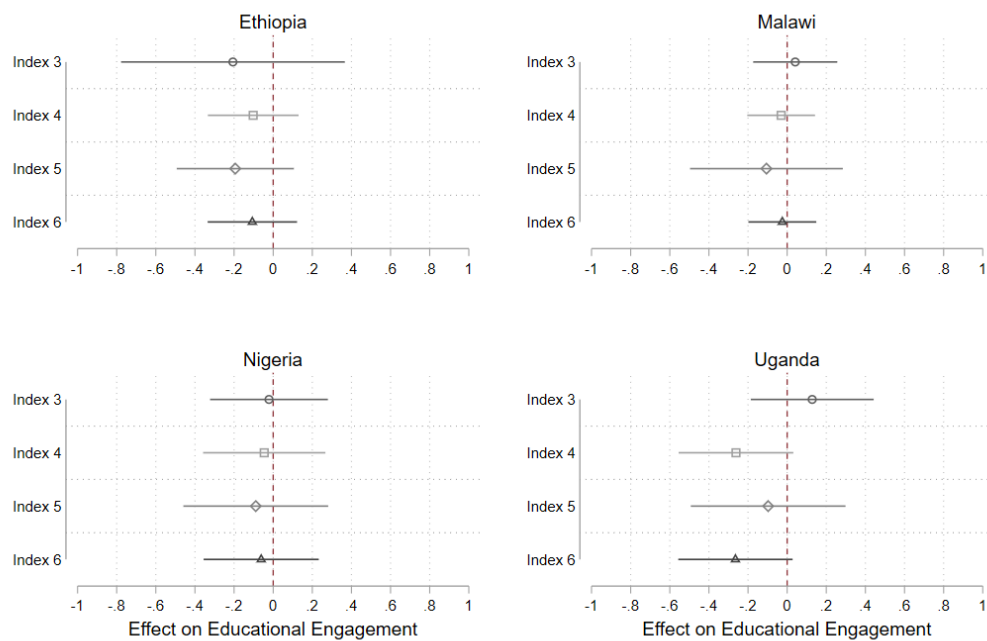 Ethiopia
Index 3
Index 4
Index 5
Index 6
-1 -.8 -.6 -.4 -.2 0 .2 .4 .6 .8 1
Malawi
Index 3
Index 4
Index 5
Index 6
-1 -.8 -.6 -.4 -.2 0 .2 .4 .6 .8 1
Nigeria
Index 3
Index 4
Index 5
Index 6
-1 -.8 -.6 -.4 -.2 0 .2 .4 .6 .8 1
Effect on Educational Engagement
Uganda
Index 3
Index 4
Index 5
Index 6
-1 -.8 -.6 -.4 -.2 0 .2 .4 .6 .8 1
Effect on Educational Engagement